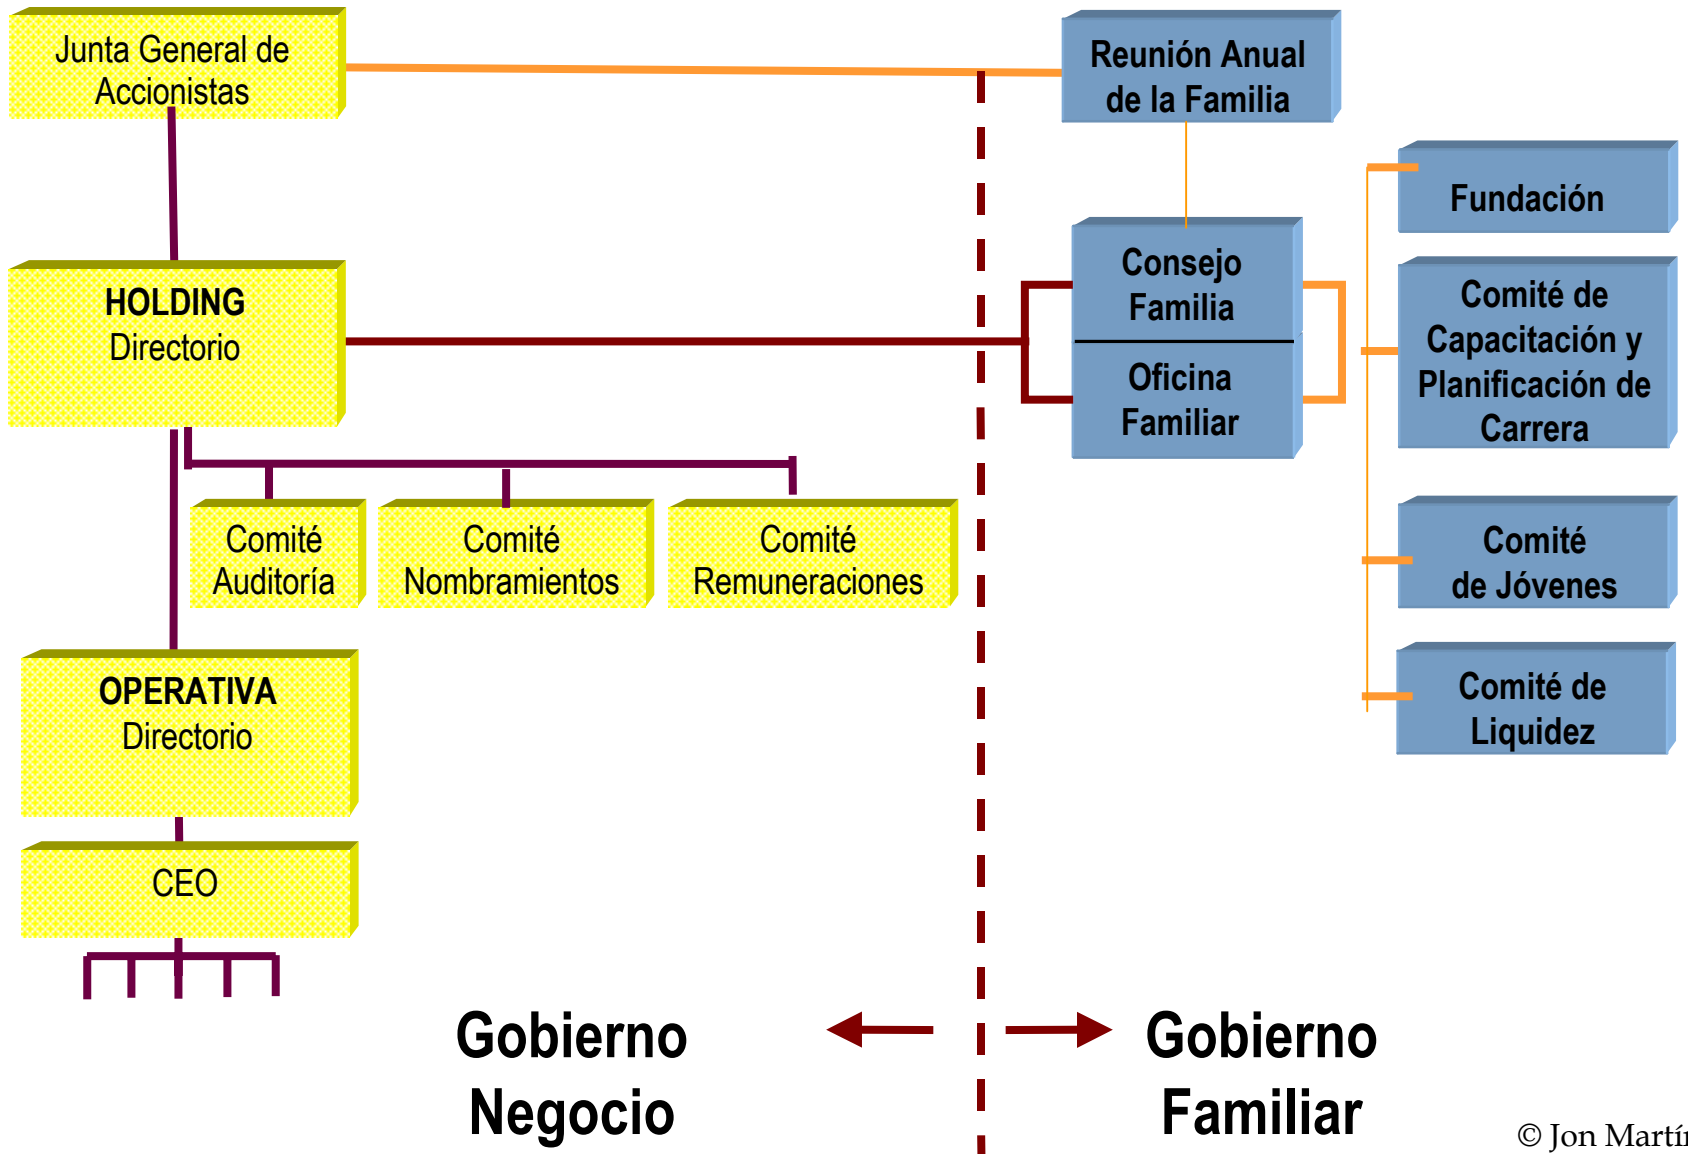 Junta General de
Accionistas
Reunión Anual
de la Familia
Fundación
HOLDING
Directorio
Consejo
Familia
Oficina
Familiar
Comité de
Capacitación y
Planificación de
Carrera
Comité
Auditoría
Comité
Nombramientos
Comité
Remuneraciones
Comité
de Jóvenes
OPERATIVA
Directorio
Comité de
Liquidez
CEO
Gobierno
Negocio
Gobierno
Familiar
© Jon Martín